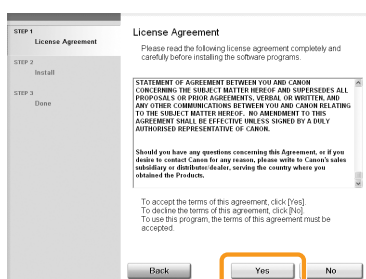 STEP 1
License Agreement
STEP 2
Install
STEP 3
Done
License Agreement
Please read the following license agreement completely and
carefully before installing the software programs.
STATEMENT OF AGREEMENT BETWEEN YOU AND CANON
CONCERNING THE SUBJECT MATTER HEREOF AND SUPERSEDES ALL
PROPOSALS OR PRIOR AGREEMENTS, VERBAL OR WRITTEN, AND
ANY OTHER COMMUNICATIONS BETWEEN YOU AND CANON RELATING
TO THE SUBJECT MATTER HEREOF. NO AMENDMENT TO THIS
AGREEMENT SHALL BE EFFECTIVE UNLESS SIGNED BY A DULY
AUTHORISED REPRESENTATIVE OF CANON.
Should you have any questions concerning this Agreement, or if you
desire to contact Canon for any reason, please write to Canon's sales
subsidiary or distributor/dealer, serving the country where you
obtained the Products.
To accept the terms of this agreement, click [Yes].
To decline the terms of this agreement, click [No].
To use this program, the terms of this agreement must be
accepted.
Back
Yes
No